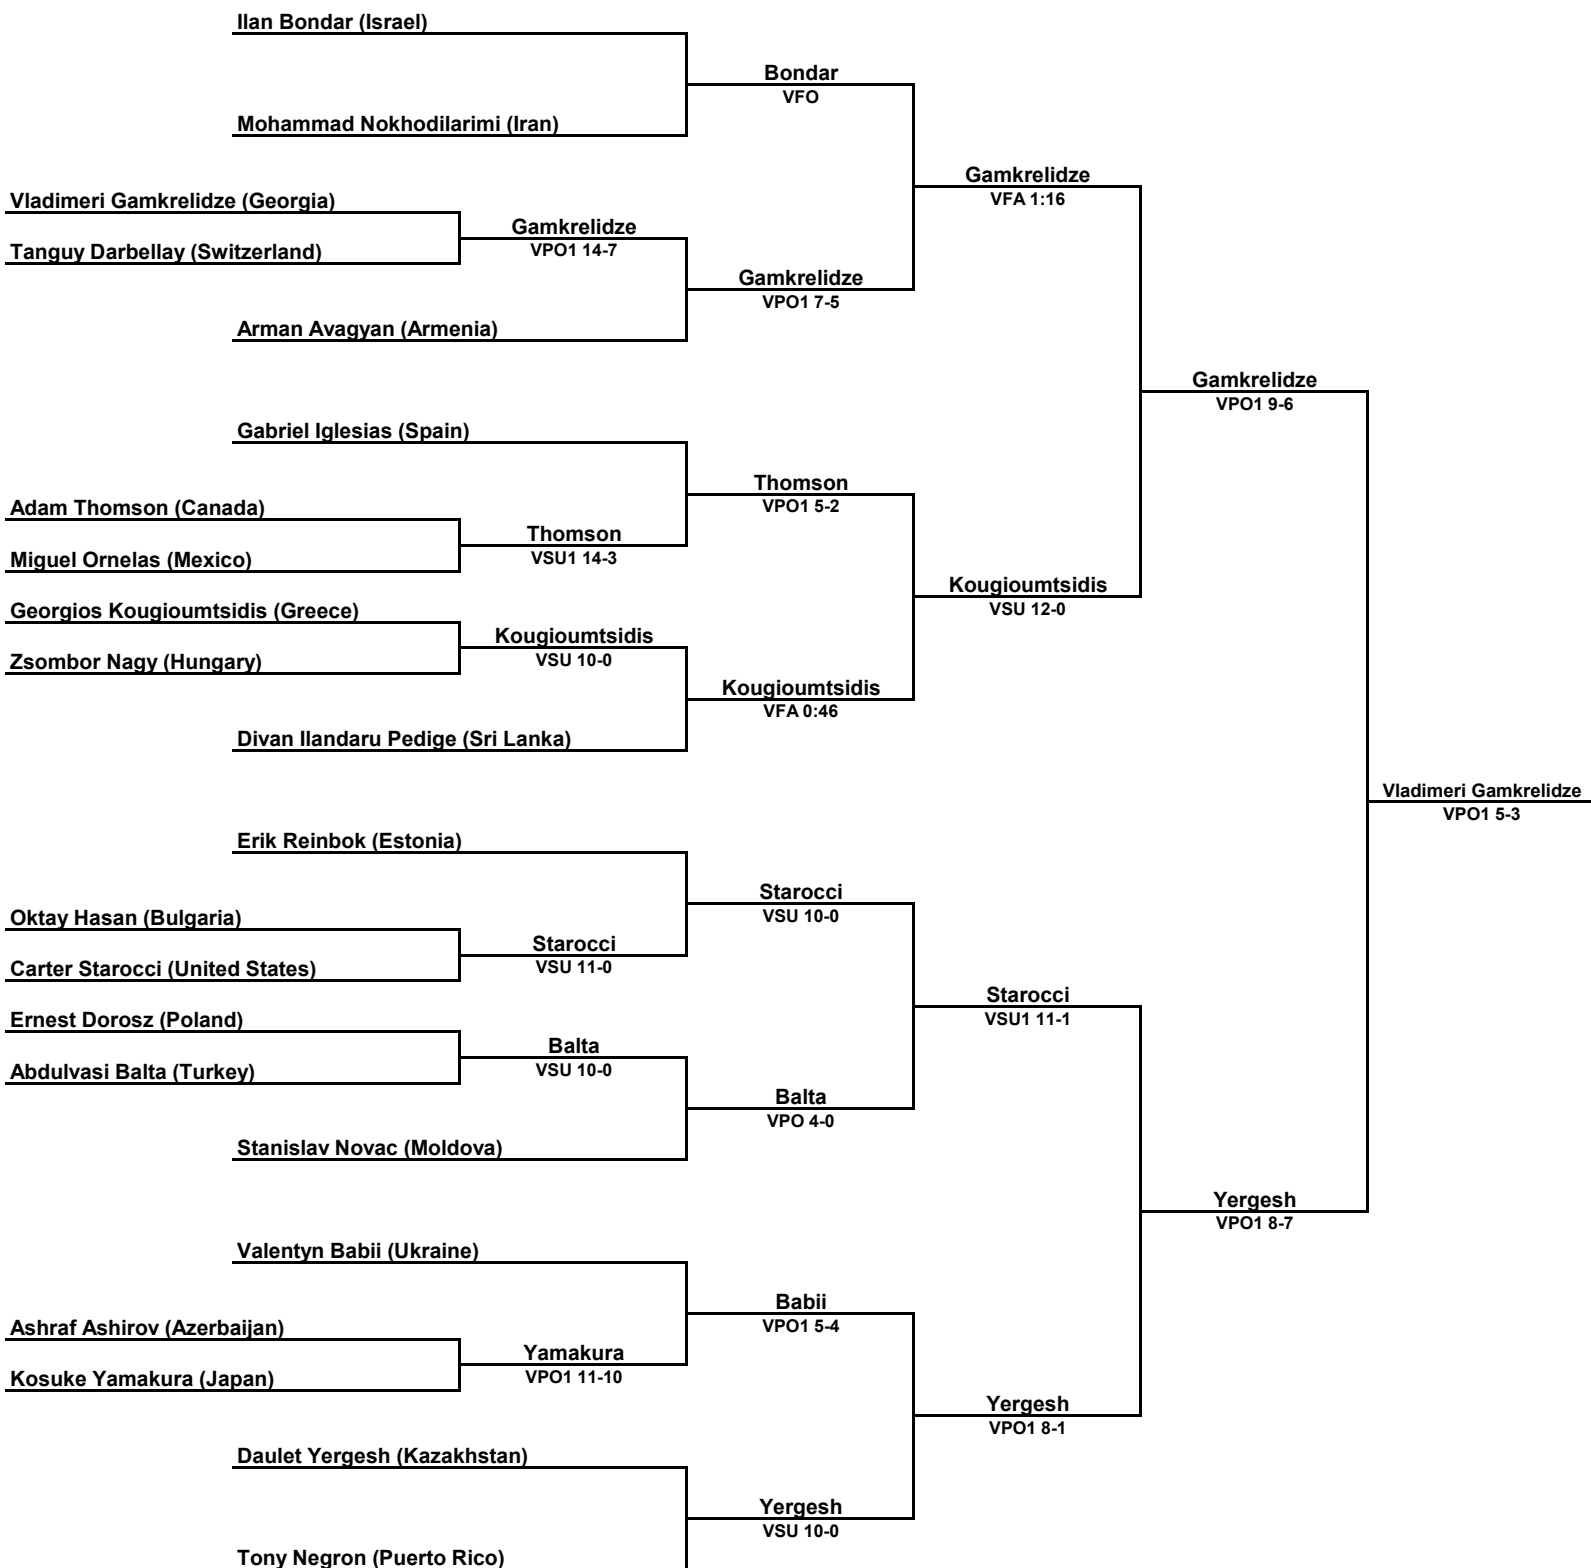 Ilan Bondar (Israel)
Bondar
VFO
Mohammad Nokhodilarimi (Iran)
Gamkrelidze
VFA 1:16
Vladimeri Gamkrelidze (Georgia)
Gamkrelidze
VPO1 14-7
Tanguy Darbellay (Switzerland)
Gamkrelidze
VPO1 7-5
Arman Avagyan (Armenia)
Gamkrelidze
VPO1 9-6
Gabriel Iglesias (Spain)
Thomson
VPO1 5-2
Adam Thomson (Canada)
Thomson
VSU1 14-3
Miguel Ornelas (Mexico)
Kougioumtsidis
VSU 12-0
Georgios Kougioumtsidis (Greece)
Kougioumtsidis
VSU 10-0
Zsombor Nagy (Hungary)
Kougioumtsidis
VFA 0:46
Divan Ilandaru Pedige (Sri Lanka)
Vladimeri Gamkrelidze
VPO1 5-3
Erik Reinbok (Estonia)
Starocci
VSU 10-0
Oktay Hasan (Bulgaria)
Starocci
VSU 11-0
Carter Starocci (United States)
Starocci
VSU1 11-1
Ernest Dorosz (Poland)
Balta
VSU 10-0
Abdulvasi Balta (Turkey)
Balta
VPO 4-0
Stanislav Novac (Moldova)
Yergesh
VPO1 8-7
Valentyn Babii (Ukraine)
Babii
VPO1 5-4
Ashraf Ashirov (Azerbaijan)
Yamakura
VPO1 11-10
Kosuke Yamakura (Japan)
Yergesh
VPO1 8-1
Daulet Yergesh (Kazakhstan)
Yergesh
VSU 10-0
Tony Negron (Puerto Rico)